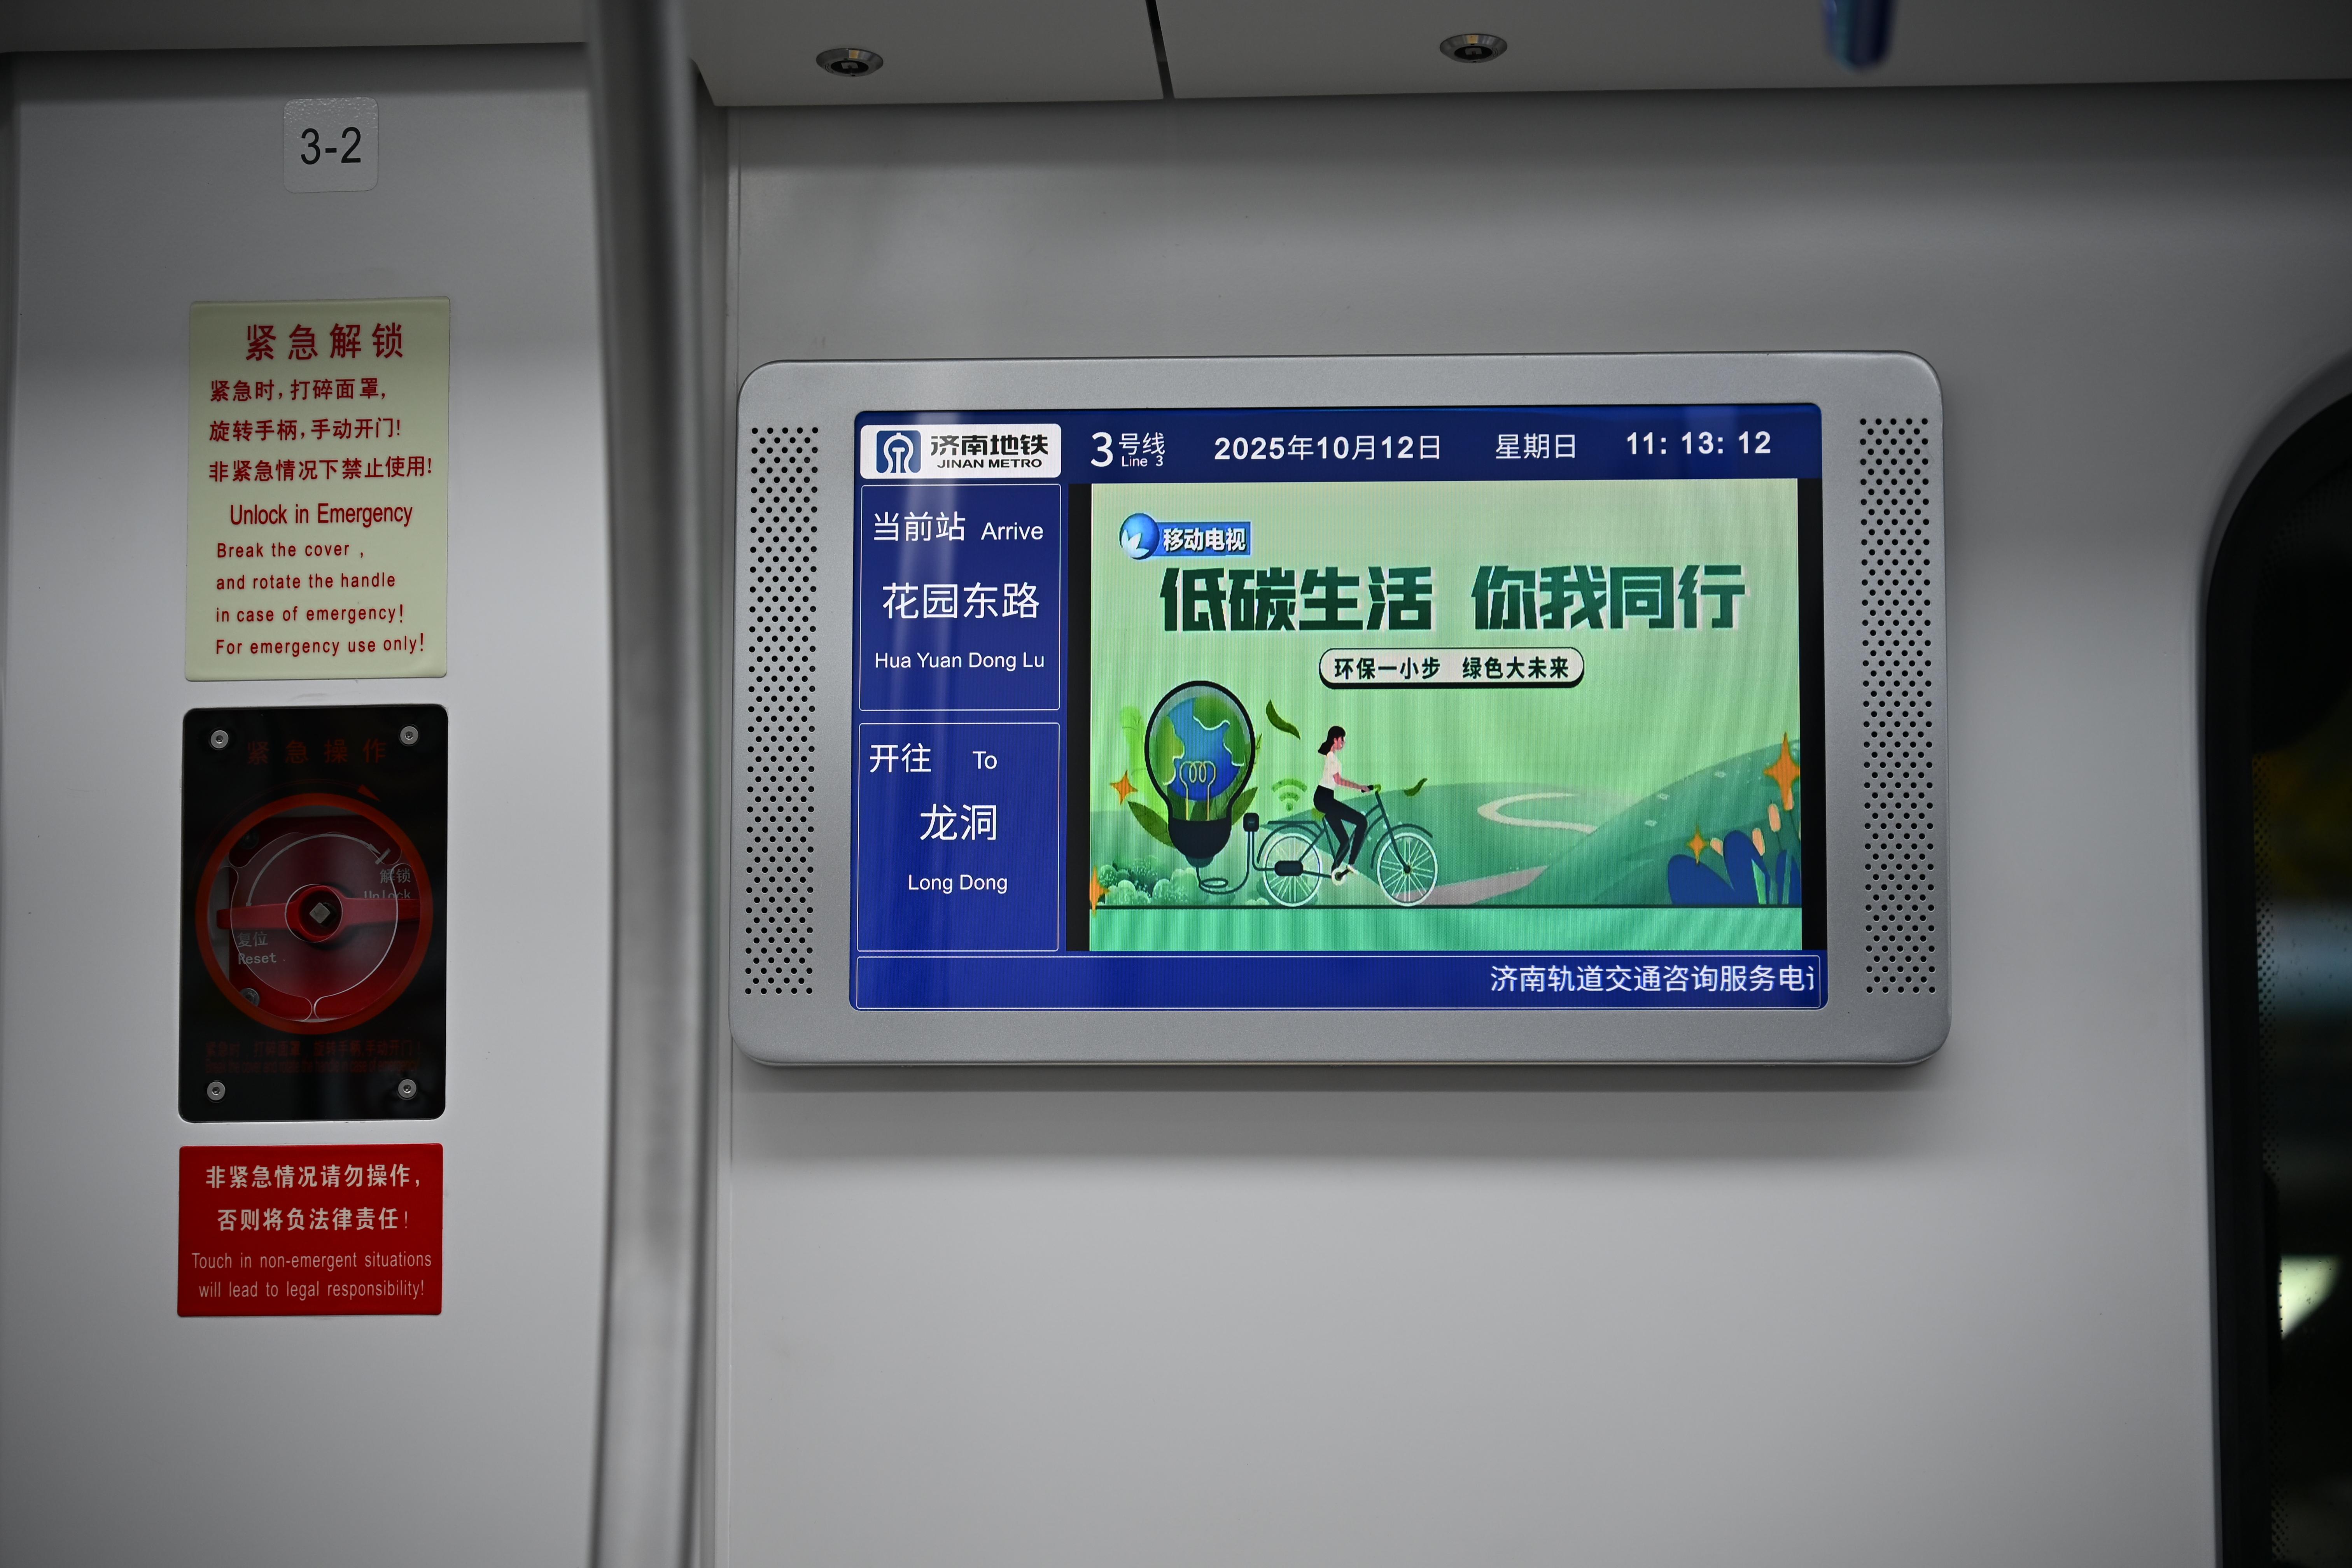 3-2
紧急解锁
紧急时,打碎面罩,
旋转手柄,手动开门!
非紧急情况下禁止使用!
Unlock in Emergency
Break the cover ,
and rotate the handle
in case of emergency!
For emergency use only!
紧急操作
解锁
Unlock
复位
Reset
非紧急情况请勿操作,
否则将负法律责任!
Touch in non-emergent situations
will lead to legal responsibility!
济南地铁
JINAN METRO
3号线
Line 3
2025年10月12日 星期日 11: 13: 12
当前站 Arrive
花园东路
Hua Yuan Dong Lu
开往 To
龙洞
Long Dong
移动电视
低碳生活 你我同行
环保一小步 绿色大未来
济南轨道交通咨询服务电